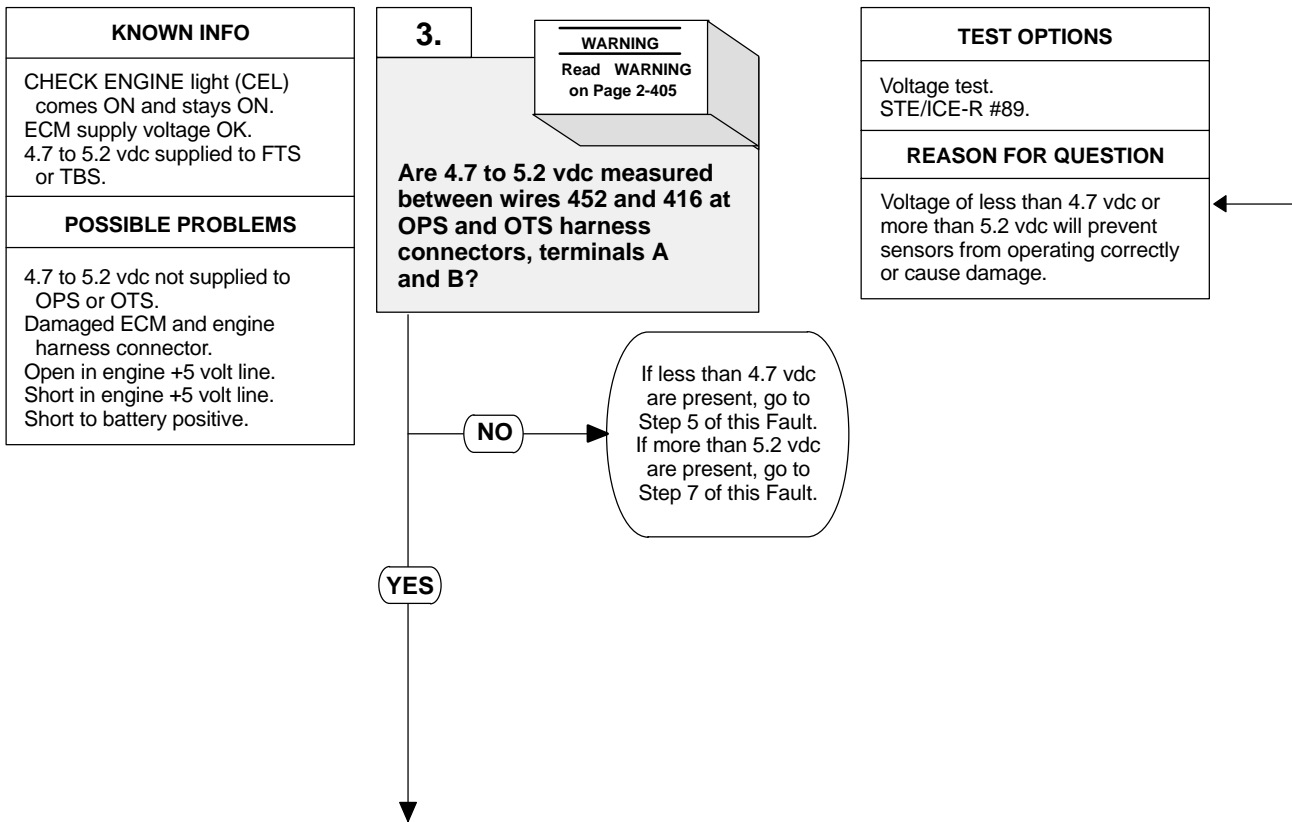 KNOWN INFO
CHECK ENGINE light (CEL)
comes ON and stays ON.
ECM supply voltage OK.
4.7 to 5.2 vdc supplied to FTS
or TBS.
POSSIBLE PROBLEMS
4.7 to 5.2 vdc not supplied to
OPS or OTS.
Damaged ECM and engine
harness connector.
Open in engine +5 volt line.
Short in engine +5 volt line.
Short to battery positive.
3.
WARNING
Read WARNING
on Page 2-405
Are 4.7 to 5.2 vdc measured
between wires 452 and 416 at
OPS and OTS harness
connectors, terminals A
and B?
TEST OPTIONS
Voltage test.
STE/ICE-R #89.
REASON FOR QUESTION
Voltage of less than 4.7 vdc or
more than 5.2 vdc will prevent
sensors from operating correctly
or cause damage.
NO
If less than 4.7 vdc
are present, go to
Step 5 of this Fault.
If more than 5.2 vdc
are present, go to
Step 7 of this Fault.
YES